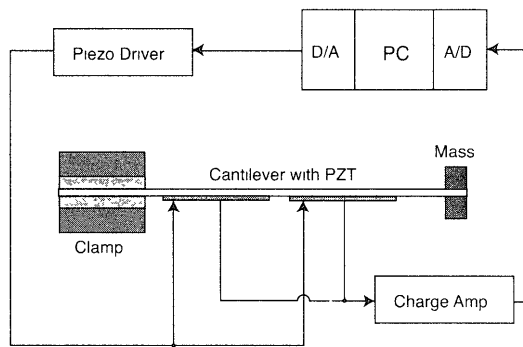 Piezo Driver
D/A
PC
A/D
Mass
Cantilever with PZT
Clamp
Charge Amp